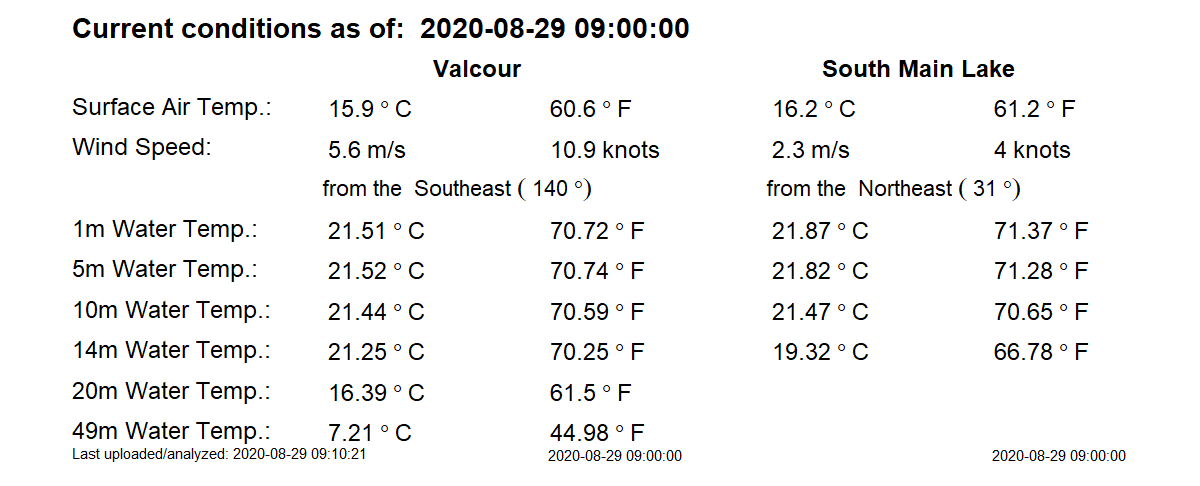 Current conditions as of: 2020-08-29 09:00:00
Valcour South Main Lake
Surface Air Temp.: 15.9 ° C 60.6 ° F 16.2 ° C 61.2 ° F
Wind Speed: 5.6 m/s 10.9 knots 2.3 m/s 4 knots
from the Southeast ( 140 °) from the Northeast ( 31 °)
1m Water Temp.: 21.51 ° C 70.72 ° F 21.87 ° C 71.37 ° F
5m Water Temp.: 21.52 ° C 70.74 ° F 21.82 ° C 71.28 ° F
10m Water Temp.: 21.44 ° C 70.59 ° F 21.47 ° C 70.65 ° F
14m Water Temp.: 21.25 ° C 70.25 ° F 19.32 ° C 66.78 ° F
20m Water Temp.: 16.39 ° C 61.5 ° F
49m Water Temp.: 7.21 ° C 44.98 ° F
Last uploaded/analyzed: 2020-08-29 09:10:21 2020-08-29 09:00:00 2020-08-29 09:00:00